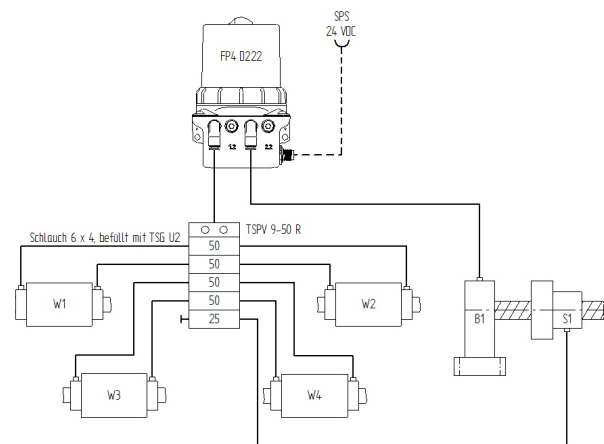 SPS
24 VDC
FP4 D222
1.2
2.2
Schlauch 6 x 4, befüllt mit TSG U2
TSPV 9-50 R
50
50
50
50
25
W1
W2
W3
W4
B1
S1